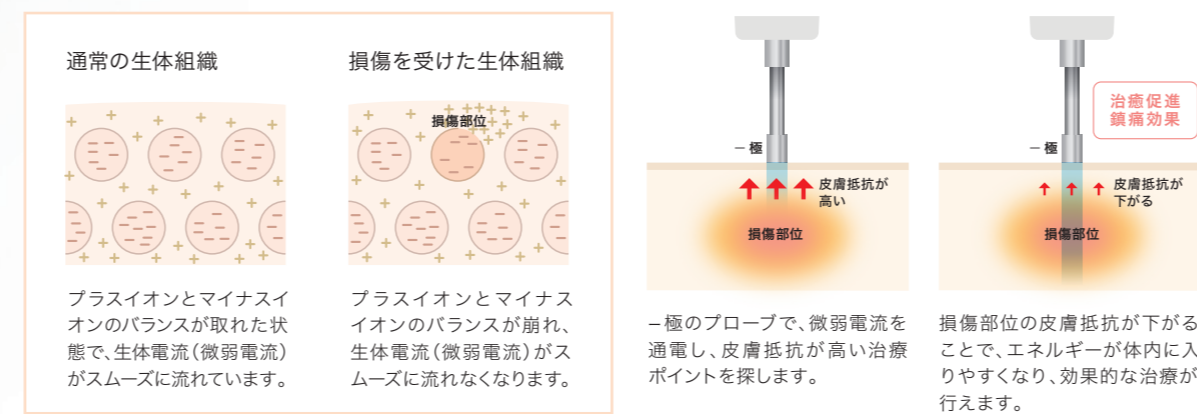 通常の生体組織
プラスイオンとマイナスイ
オンのバランスが取れた状
態で、生体電流（微弱電流）
がスムーズに流れています。
損傷を受けた生体組織
損傷部位
プラスイオンとマイナス
イオンのバランスが崩れ、
生体電流（微弱電流）がス
ムーズに流れなくなります。
－極
皮膚抵抗が
高い
損傷部位
－極のプローブで、微弱電流を
通電し、皮膚抵抗が高い治療
ポイントを探します。
治癒促進
鎮痛効果
－極
皮膚抵抗が
下がる
損傷部位
損傷部位の皮膚抵抗が下がる
ことで、エネルギーが体内に入
りやすくなり、効果的な治療が
行えます。